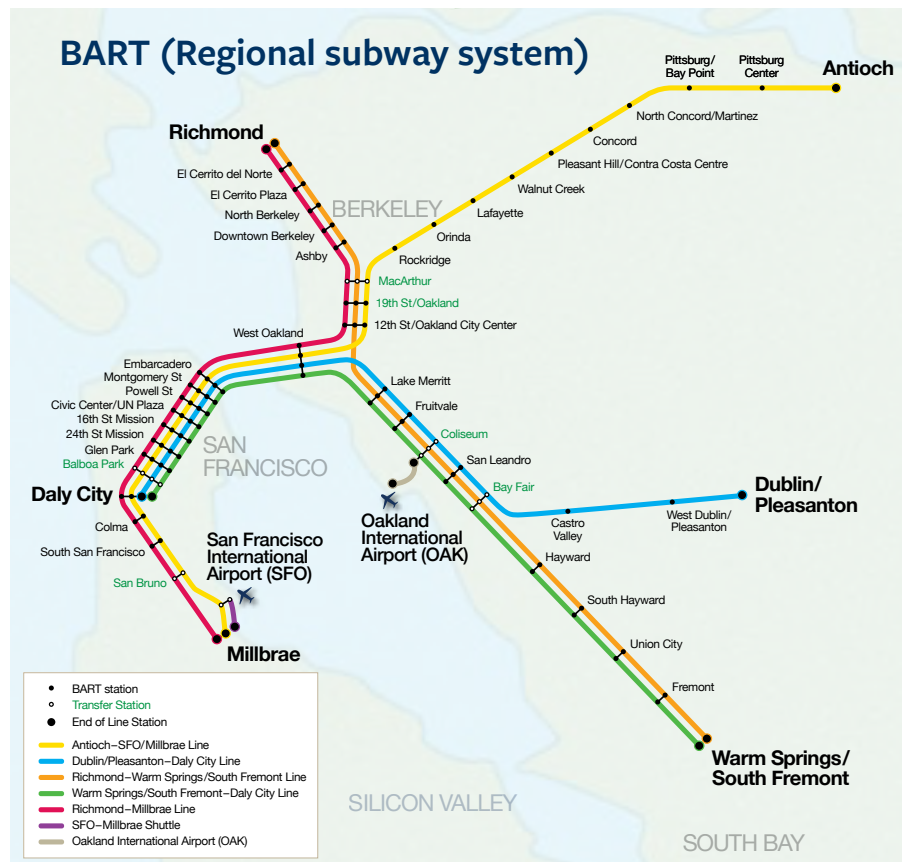 BART (Regional subway system)
Pittsburg/
Bay Point
Pittsburg
Center
Antioch
North Concord/Martinez
Concord
Pleasant Hill/Contra Costa Centre
Walnut Creek
Lafayette
Orinda
Rockridge
Richmond
El Cerrito del Norte
El Cerrito Plaza
North Berkeley
Downtown Berkeley
Ashby
BERKELEY
MacArthur
19th St/Oakland
12th St/Oakland City Center
West Oakland
Embarcadero
Montgomery St
Powell St
Civic Center/UN Plaza
16th St Mission
24th St Mission
Glen Park
Balboa Park
Daly City
SAN
FRANCISCO
Lake Merritt
Fruitvale
Coliseum
San Leandro
Bay Fair
Oakland
International
Airport (OAK)
Castro
Valley
West Dublin/
Pleasanton
Dublin/
Pleasanton
Colma
South San Francisco
San Bruno
San Francisco
International
Airport (SFO)
Millbrae
Hayward
South Hayward
Union City
Fremont
Warm Springs/
South Fremont
BART station
Transfer Station
End of Line Station
Antioch–SFO/Millbrae Line
Dublin/Pleasanton–Daly City Line
Richmond–Warm Springs/South Fremont Line
Warm Springs/South Fremont–Daly City Line
Richmond–Millbrae Line
SFO–Millbrae Shuttle
Oakland International Airport (OAK)
SILICON VALLEY
SOUTH BAY